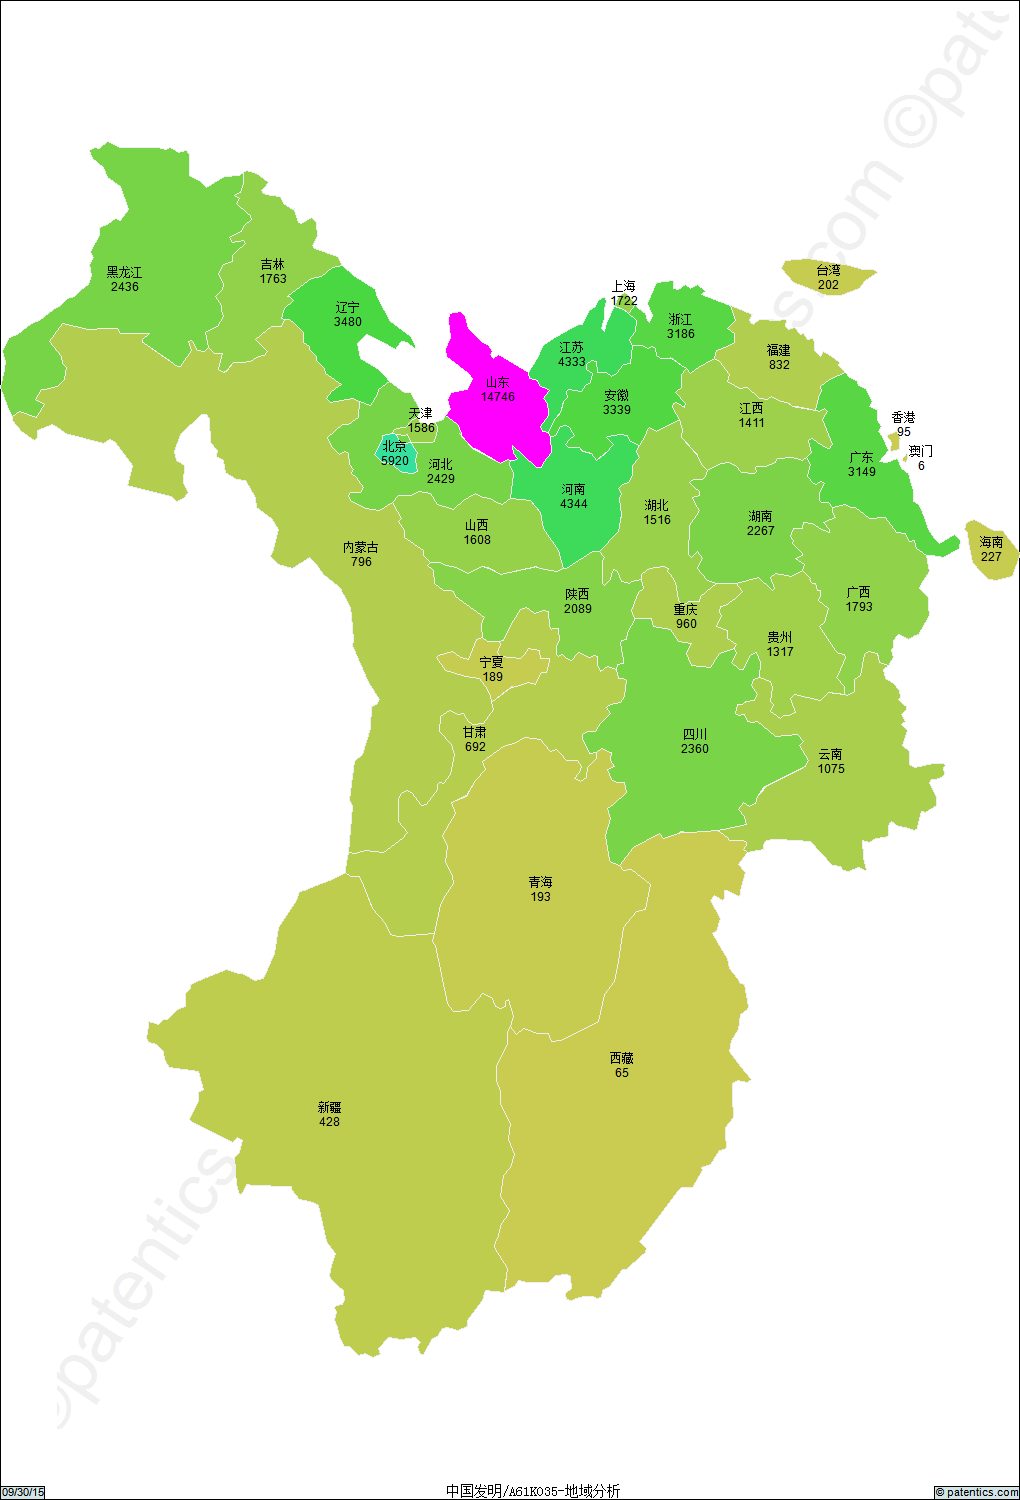 ©patentics.com ©pate
台湾
202
黑龙江
2436
吉林
1763
辽宁
3480
上海
1722
浙江
3186
江苏
4333
福建
832
山东
14746
安徽
3339
江西
1411
天津
1586
香港
95
北京
5920
河北
2429
广东
3149
澳门
6
河南
4344
湖北
1516
湖南
2267
山西
1608
海南
227
内蒙古
796
陕西
2089
重庆
960
广西
1793
贵州
1317
宁夏
189
甘肃
692
四川
2360
云南
1075
青海
193
西藏
65
新疆
428
中国发明/A61K035-地域分析
09/30/15
© patentics.com